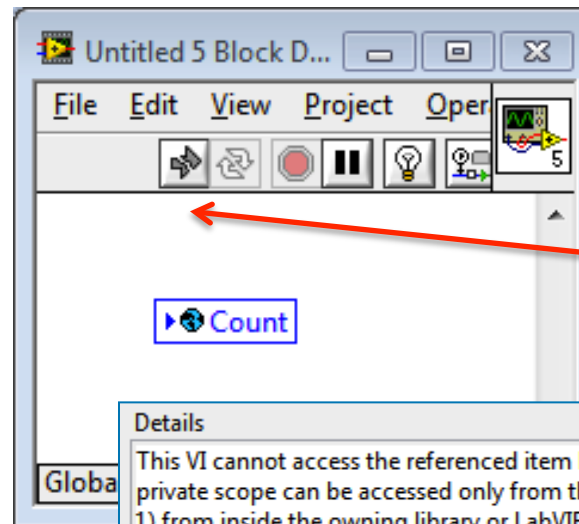 Untitled 5 Block D...
File Edit View Project Oper
5
Count
Details
This VI cannot access the referenced item
Globa
private scope can be accessed only from th
1) from inside the owning library or LabVIE